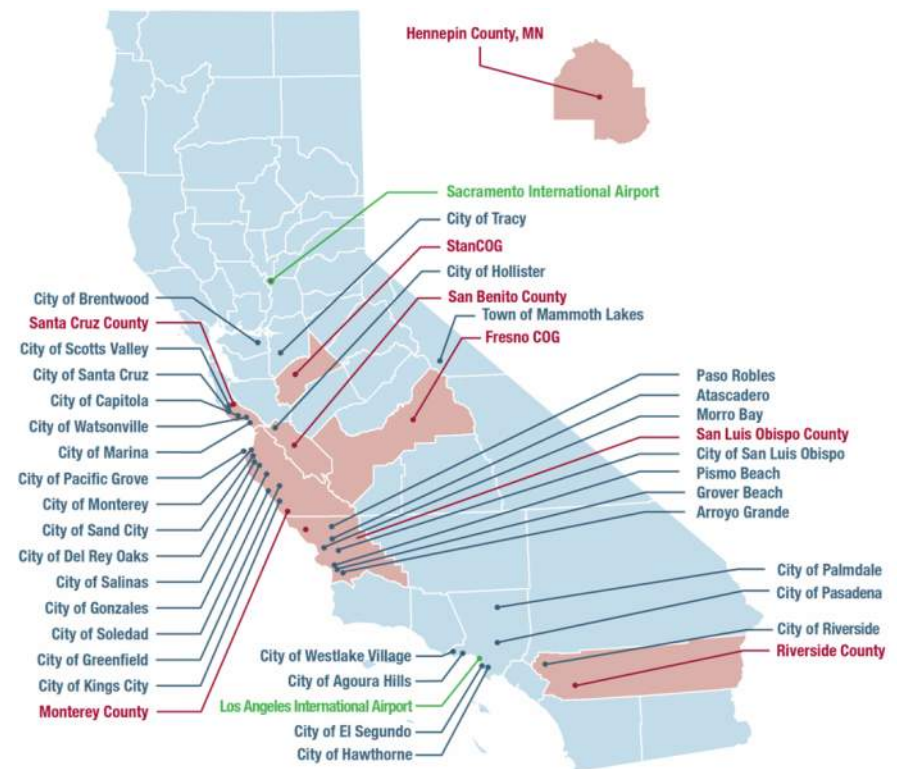 Hennepin County, MN
Sacramento International Airport
City of Tracy
StanCOG
City of Hollister
San Benito County
Town of Mammoth Lakes
Fresno COG
City of Brentwood
Santa Cruz County
City of Scotts Valley
City of Santa Cruz
City of Capitola
City of Watsonville
City of Marina
City of Pacific Grove
City of Monterey
City of Sand City
City of Del Rey Oaks
City of Salinas
City of Gonzales
City of Soledad
City of Greenfield
City of Kings City
Monterey County
Paso Robles
Atascadero
Morro Bay
San Luis Obispo County
City of San Luis Obispo
Pismo Beach
Grover Beach
Arroyo Grande
City of Palmdale
City of Pasadena
City of Riverside
Riverside County
City of Westlake Village
City of Agoura Hills
Los Angeles International Airport
City of El Segundo
City of Hawthorne